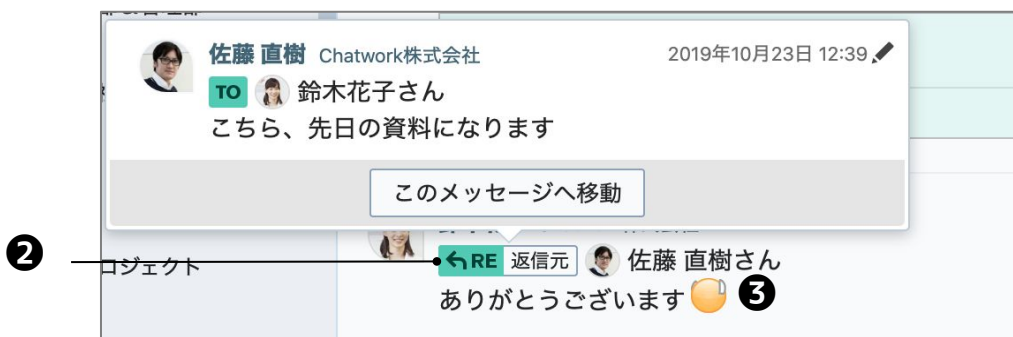 佐藤 直樹 Chatwork株式会社 2019年10月23日 12:39
TO 鈴木花子さん
こちら、先日の資料になります
このメッセージへ移動
❷
ロジェクト
RE 返信元 佐藤 直樹さん
ありがとうございます ❸